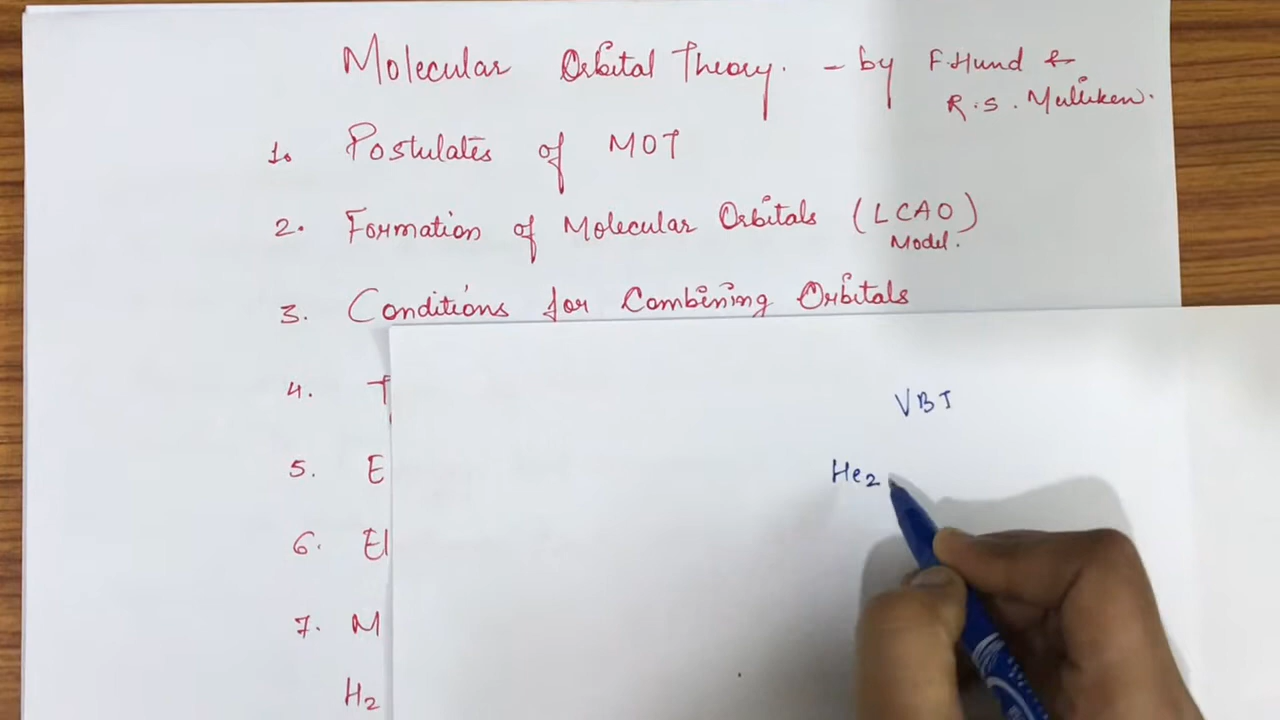 Molecular Orbital Theory. - by F. Hund &
R. S. Mulliken.
1. Postulates of MOT
2. Formation of Molecular Orbitals (LCAO
Model.)
3. Conditions for Combining Orbitals
4. T
VBT
5. E
He2
6. El
7. M
H2